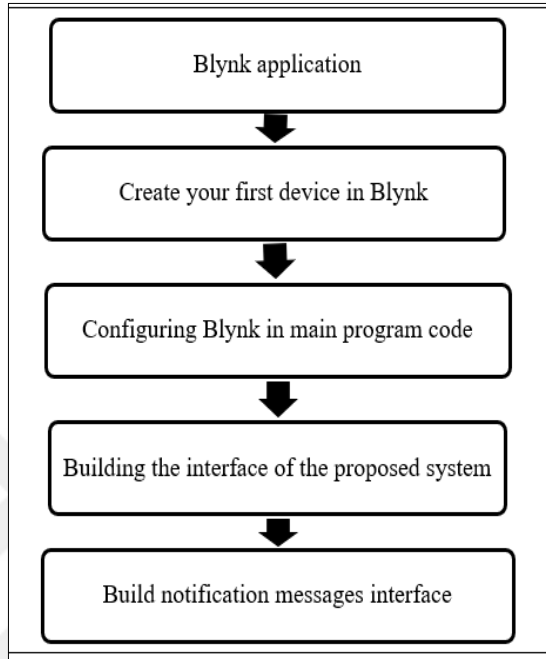 Blynk application
Create your first device in Blynk
Configuring Blynk in main program code
Building the interface of the proposed system
Build notification messages interface